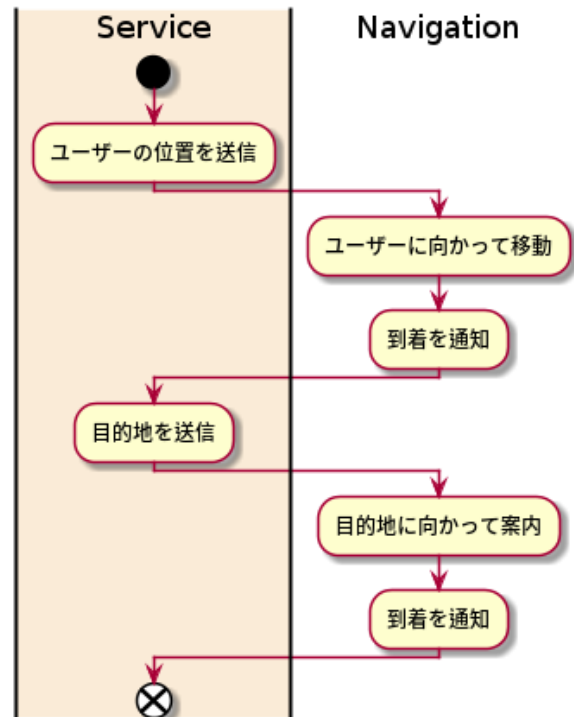 Service
Navigation
ユーザーの位置を送信
ユーザーに向かって移動
到着を通知
目的地を送信
目的地に向かって案内
到着を通知